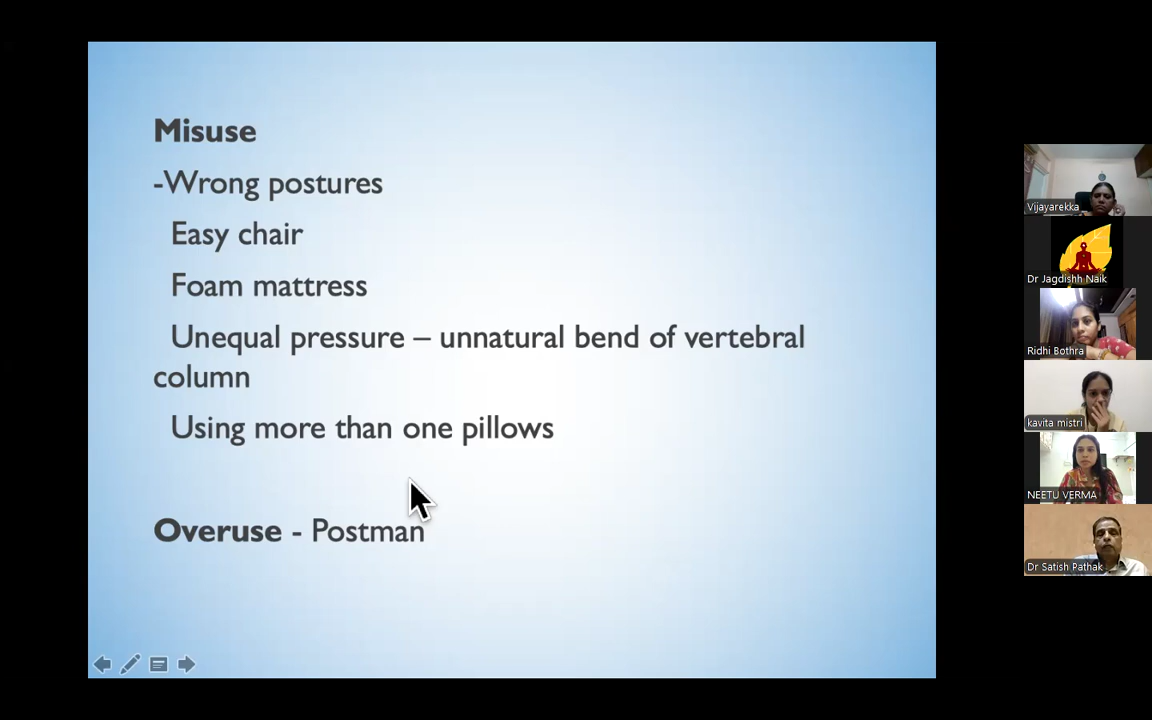 Misuse
-Wrong postures
Easy chair
Foam mattress
Unequal pressure – unnatural bend of vertebral
column
Using more than one pillows
Overuse - Postman
Vijayarekka
Dr Jagdishh Naik
Ridhi Bothra
kavita mistri
NEETU VERMA
Dr Satish Pathak